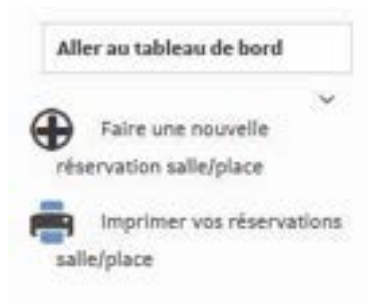 Aller au tableau de bord
Faire une nouvelle
réservation salle/place
Imprimer vos réservations
salle/place